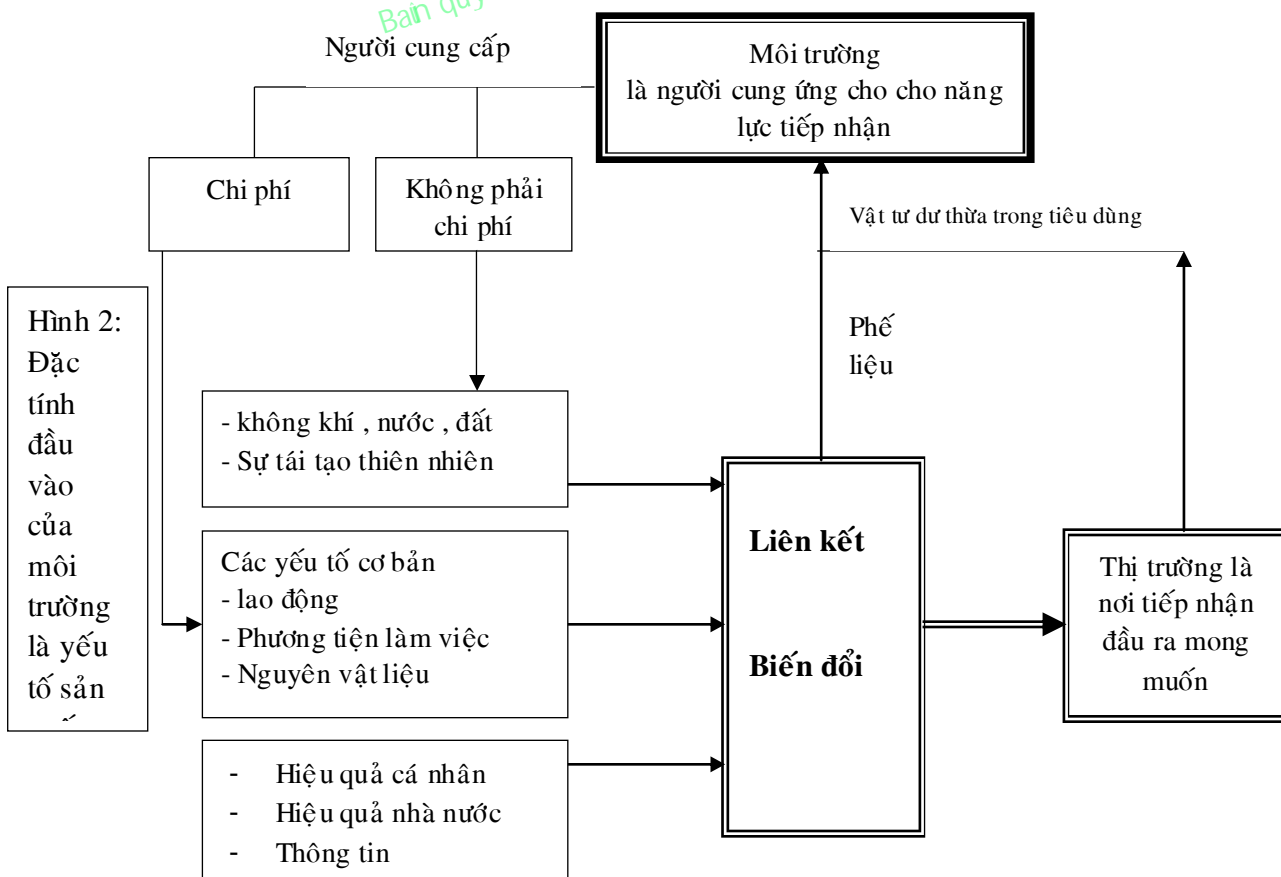 Người cung cấp
Môi trường
là người cung ứng cho cho năng
lực tiếp nhận
Chi phí
Không phải
chi phí
Vật tư dư thừa trong tiêu dùng
Hình 2:
Đặc
tính
đầu
vào
của
môi
trường
là yếu
tố sản
Phế
liệu
- không khí , nước , đất
- Sự tái tạo thiên nhiên
Các yếu tố cơ bản
- lao động
- Phương tiện làm việc
- Nguyên vật liệu
- Hiệu quả cá nhân
- Hiệu quả nhà nước
- Thông tin
Liên kết
Biến đổi
Thị trường là
nơi tiếp nhận
đầu ra mong
muốn